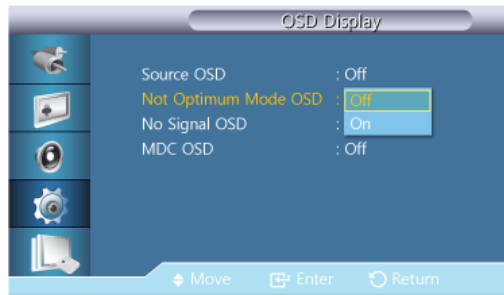 OSD Display
Source OSD : Off
Not Optimum Mode OSD : Off
No Signal OSD : On
MDC OSD : Off
Move Enter Return